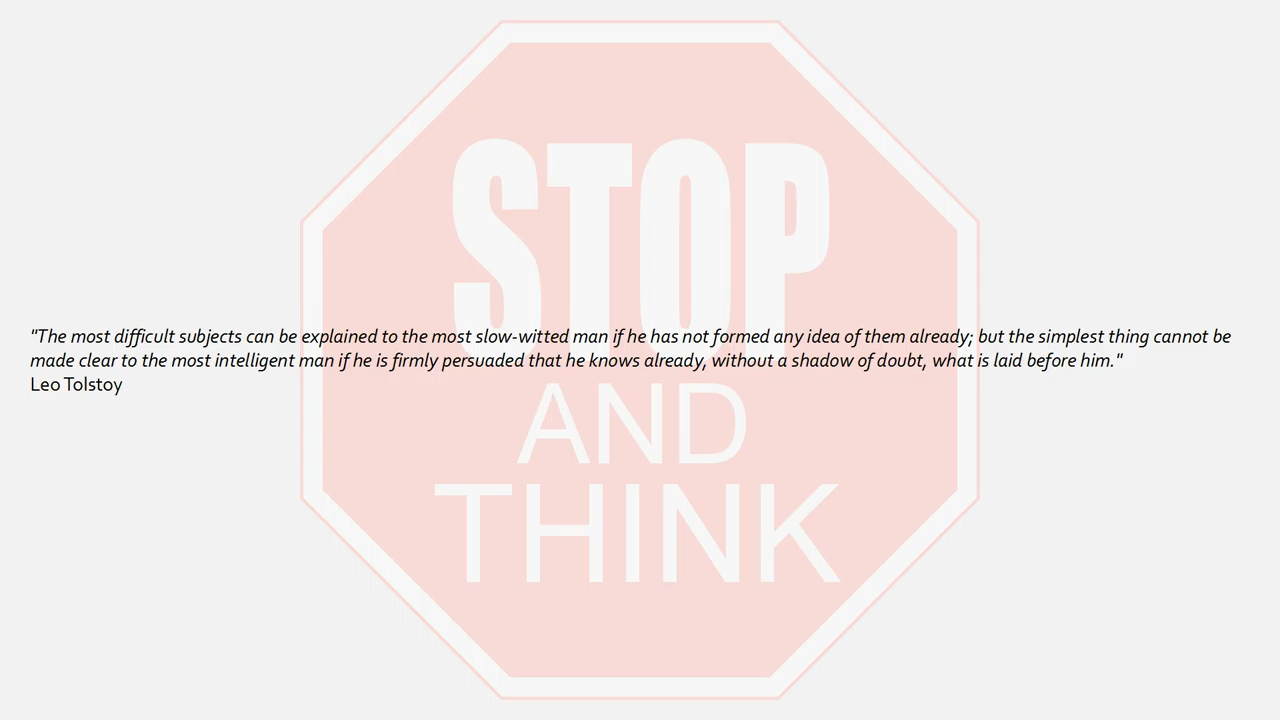 STOP
"The most difficult subjects can be explained to the most slow-witted man if he has not formed any idea of them already; but the simplest thing cannot be
made clear to the most intelligent man if he is firmly persuaded that he knows already, without a shadow of doubt, what is laid before him."
Leo Tolstoy
AND
THINK